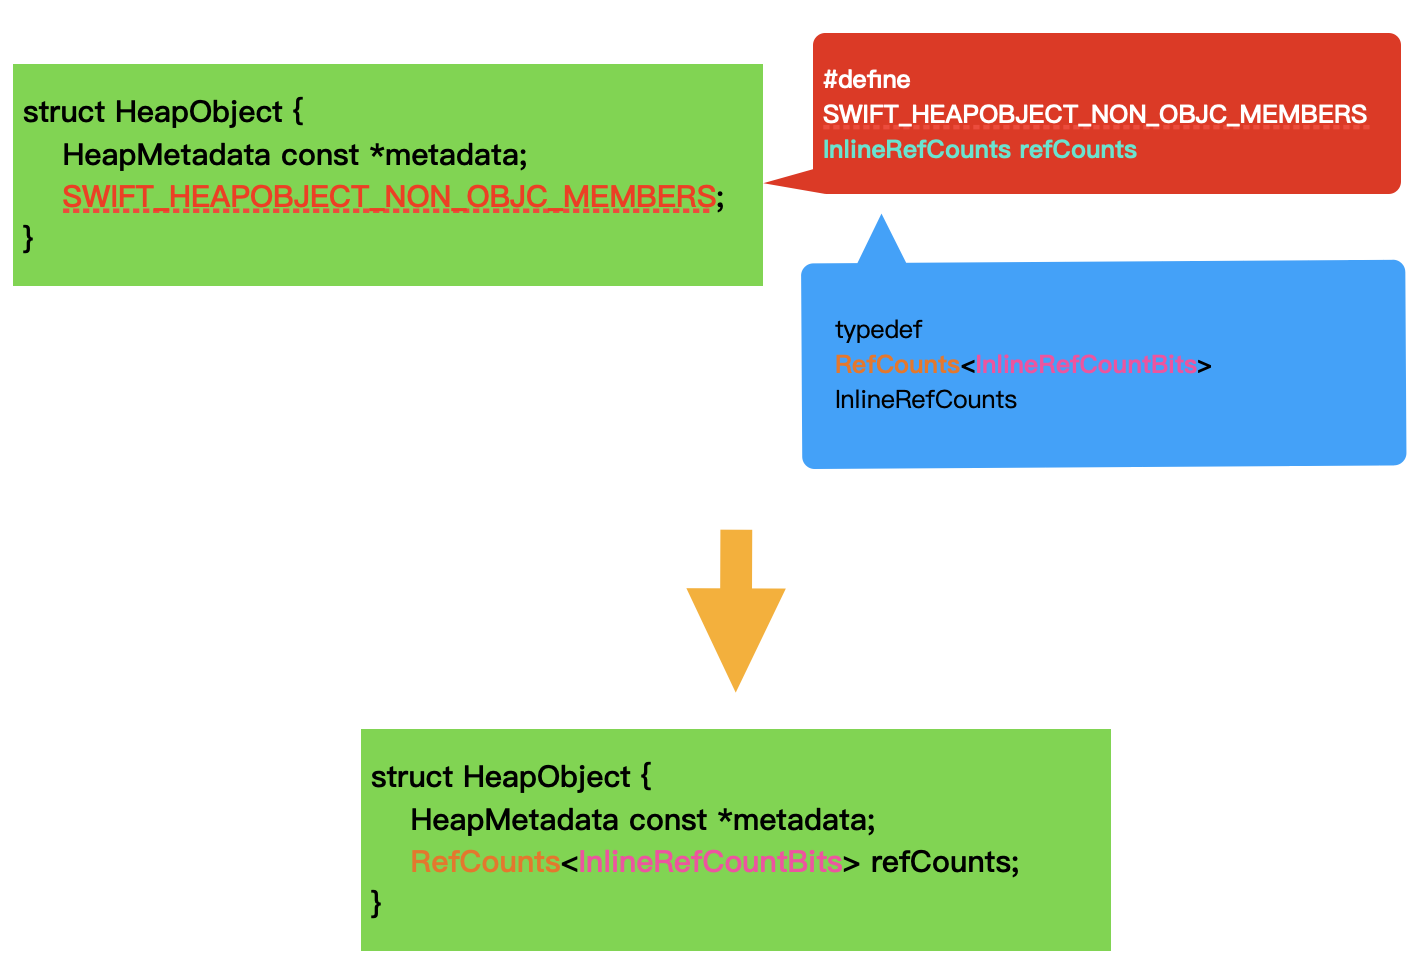 struct HeapObject {
HeapMetadata const *metadata;
SWIFT_HEAPOBJECT_NON_OBJC_MEMBERS;
}
#define
SWIFT_HEAPOBJECT_NON_OBJC_MEMBERS
InlineRefCounts refCounts
typedef
RefCounts<InlineRefCountBits>
InlineRefCounts
struct HeapObject {
HeapMetadata const *metadata;
RefCounts<InlineRefCountBits> refCounts;
}